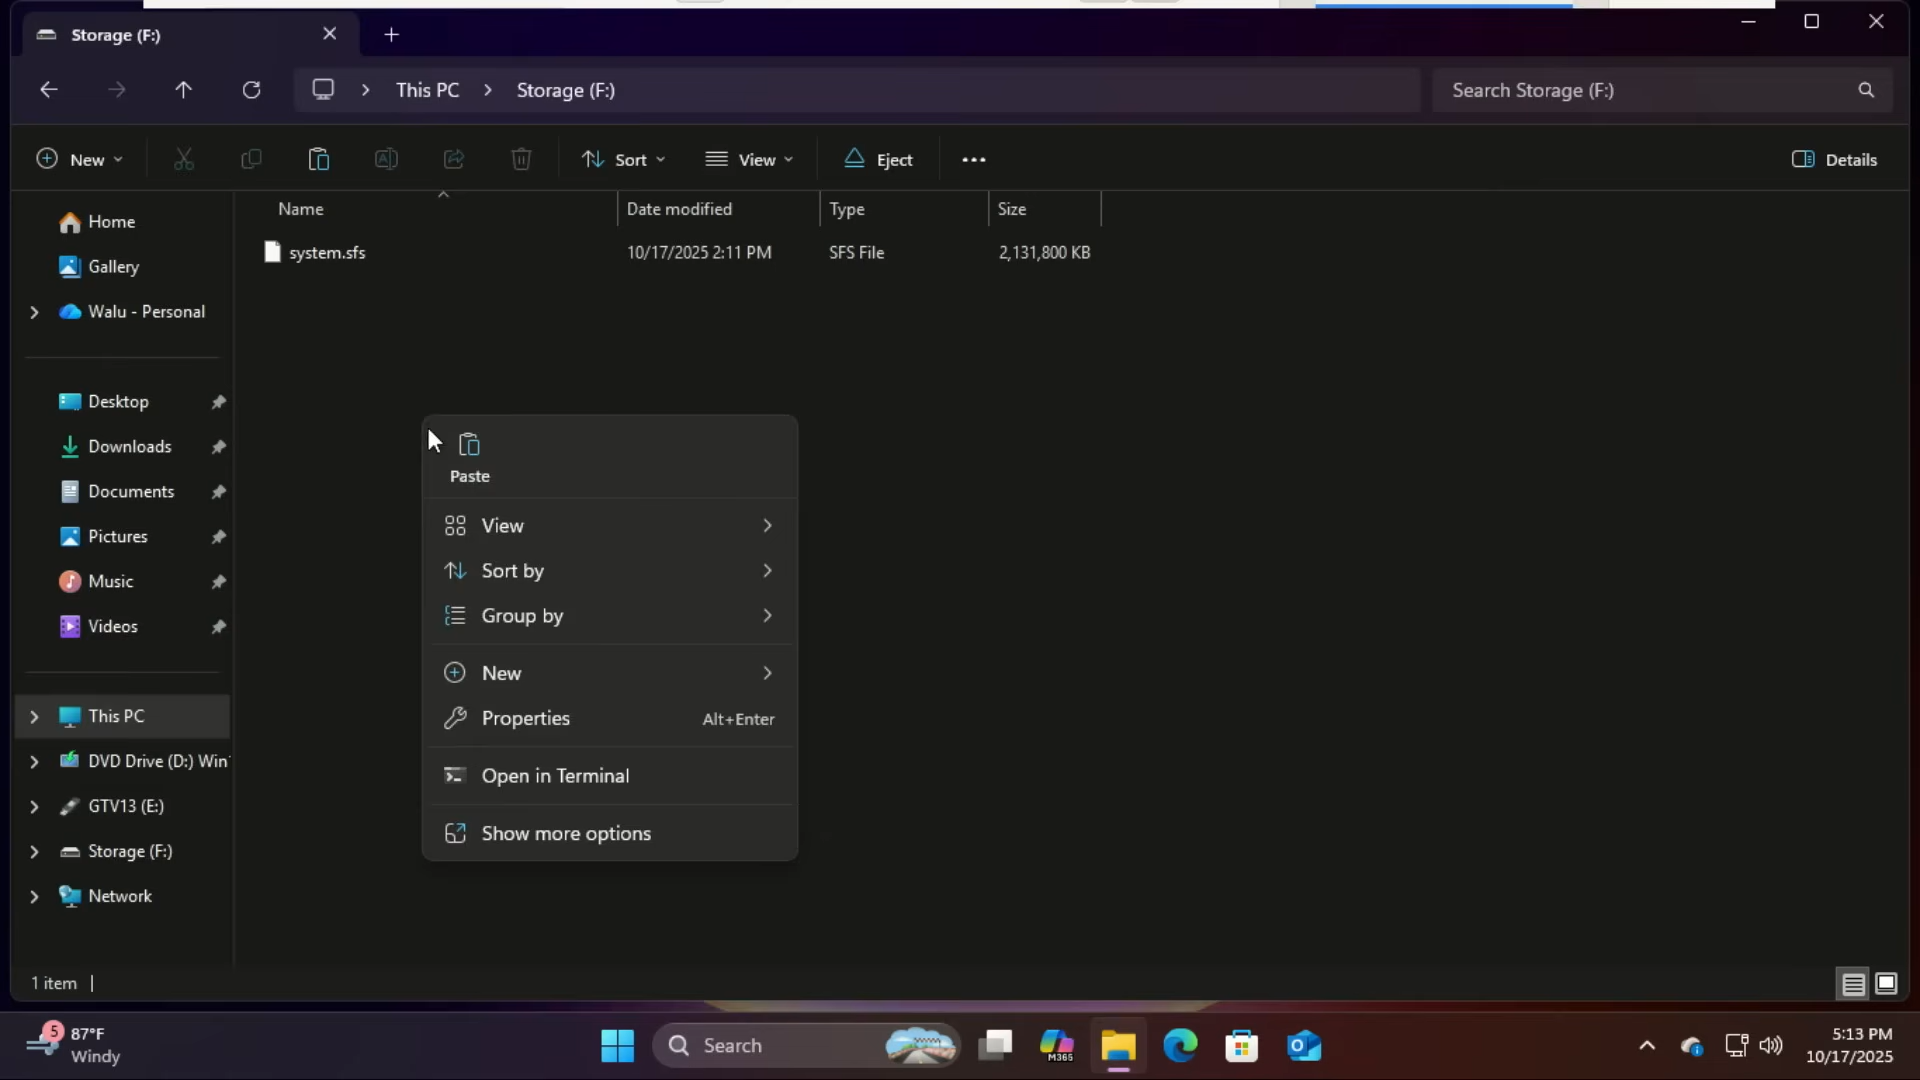 Storage (F:)
This PC
Storage (F:)
Search Storage (F:)
New
Sort
View
Eject
Details
Name
Date modified
Type
Size
system.sfs
10/17/2025 2:11 PM
SFS File
2,131,800 KB
Home
Gallery
Walu - Personal
Desktop
Downloads
Documents
Pictures
Music
Videos
This PC
DVD Drive (D:) Win
GTV13 (E:)
Storage (F:)
Network
Paste
View
Sort by
Group by
New
Properties
Alt+Enter
Open in Terminal
Show more options
1 item
5
87°F
Windy
Search
M365
5:13 PM
10/17/2025